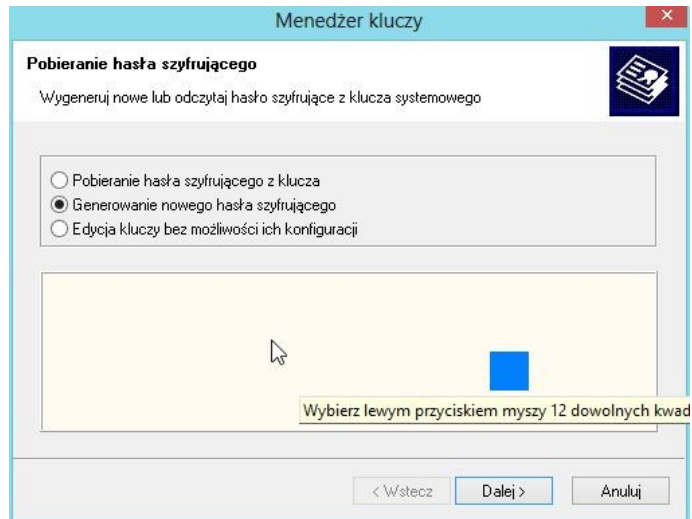 Menedżer kluczy
Pobieranie hasła szyfrującego
Wygeneruj nowe lub odczytaj hasło szyfrujące z klucza systemowego
Pobieranie hasła szyfrującego z klucza
Generowanie nowego hasła szyfrującego
Edycja kluczy bez możliwości ich konfiguracji
Wybierz lewym przyciskiem myszy 12 dowolnych kwad
< Wstecz Dalej > Anuluj